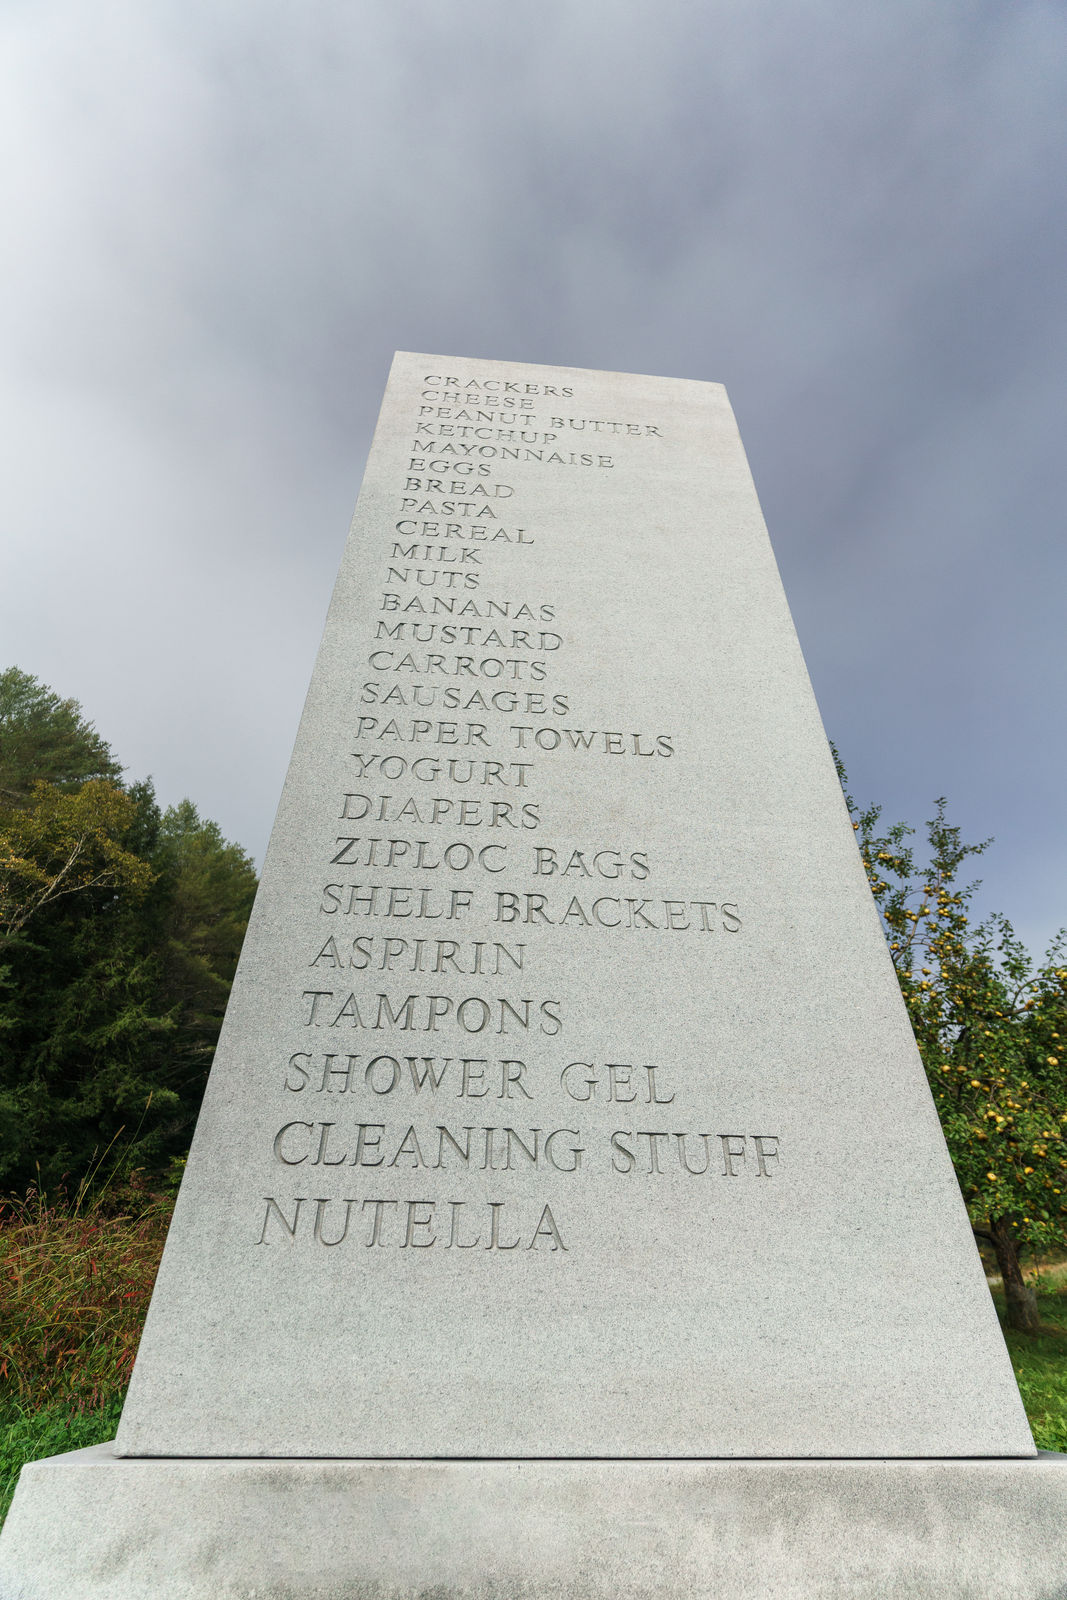 CRACKERS
CHEESE
PEANUT BUTTER
KETCHUP
MAYONNAISE
EGGS
BREAD
PASTA
CEREAL
MILK
NUTS
BANANAS
MUSTARD
CARROTS
SAUSAGES
PAPER TOWELS
YOGURT
DIAPERS
ZIPLOC BAGS
SHELF BRACKETS
ASPIRIN
TAMPONS
SHOWER GEL
CLEANING STUFF
NUTELLA